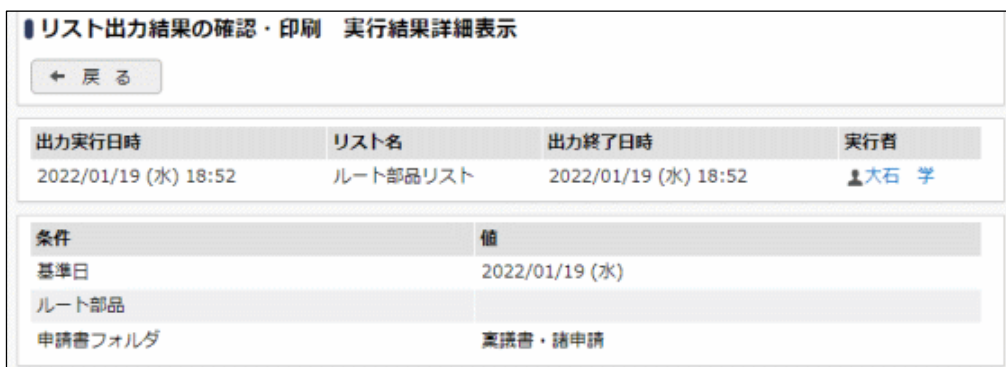 リスト出力結果の確認・印刷　実行結果詳細表示
← 戻 る
出力実行日時 リスト名 出力終了日時 実行者
2022/01/19 (水) 18:52 ルート部品リスト 2022/01/19 (水) 18:52 大石　学
条件 値
基準日 2022/01/19 (水)
ルート部品
申請書フォルダ 稟議書・諸申請